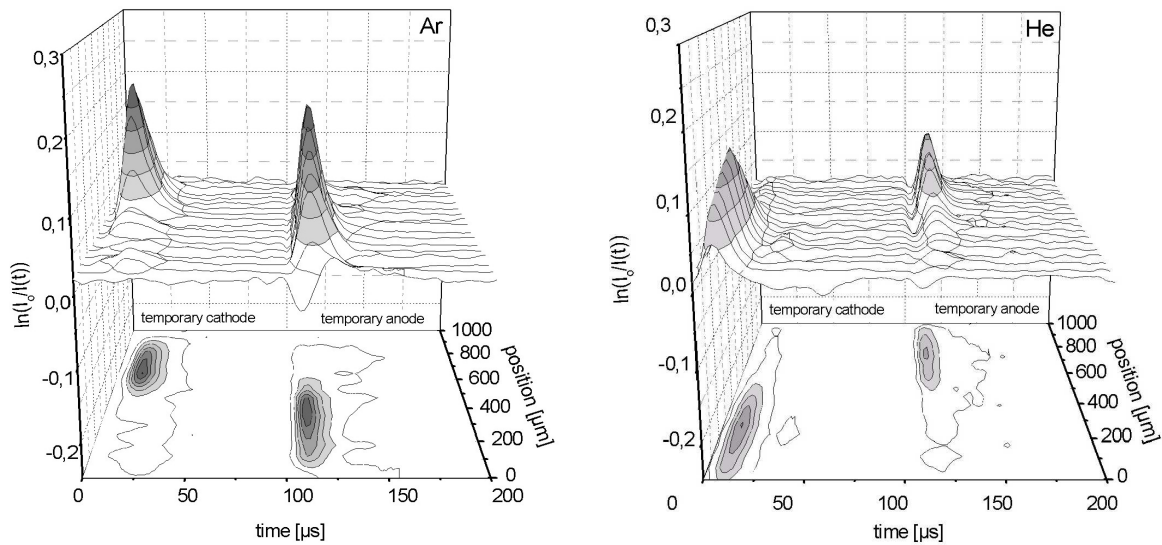 Ar
0,3
0,2
0,1
0,0
-0,1
-0,2
ln(I₀/I(t))
temporary cathode
temporary anode
1000
800
600
400
200
0
position [µm]
0
50
100
150
200
time [µs]
He
0,3
0,2
0,1
0,0
-0,1
-0,2
ln(I₀/I(t))
temporary cathode
temporary anode
1000
800
600
400
200
0
position [µm]
0
50
100
150
200
time [µs]